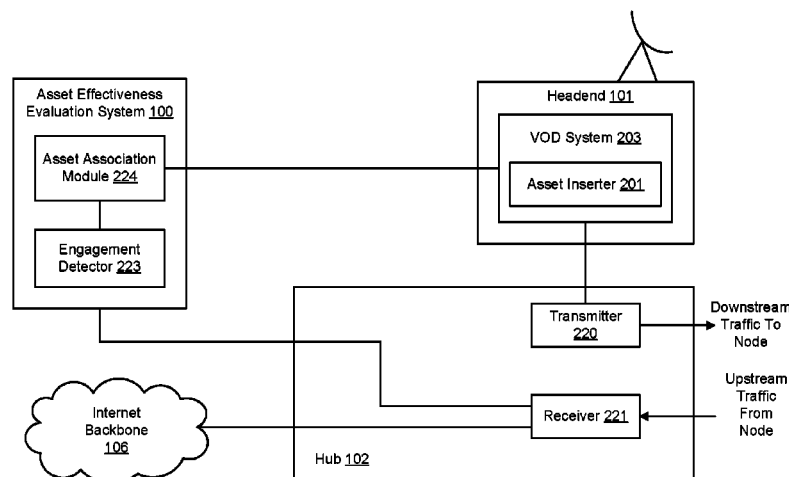 Asset Effectiveness
Evaluation System 100
Asset Association
Module 224
Engagement
Detector 223
Headend 101
VOD System 203
Asset Inserter 201
Transmitter
220
Downstream
Traffic To
Node
Receiver 221
Upstream
Traffic
From
Node
Internet
Backbone
106
Hub 102